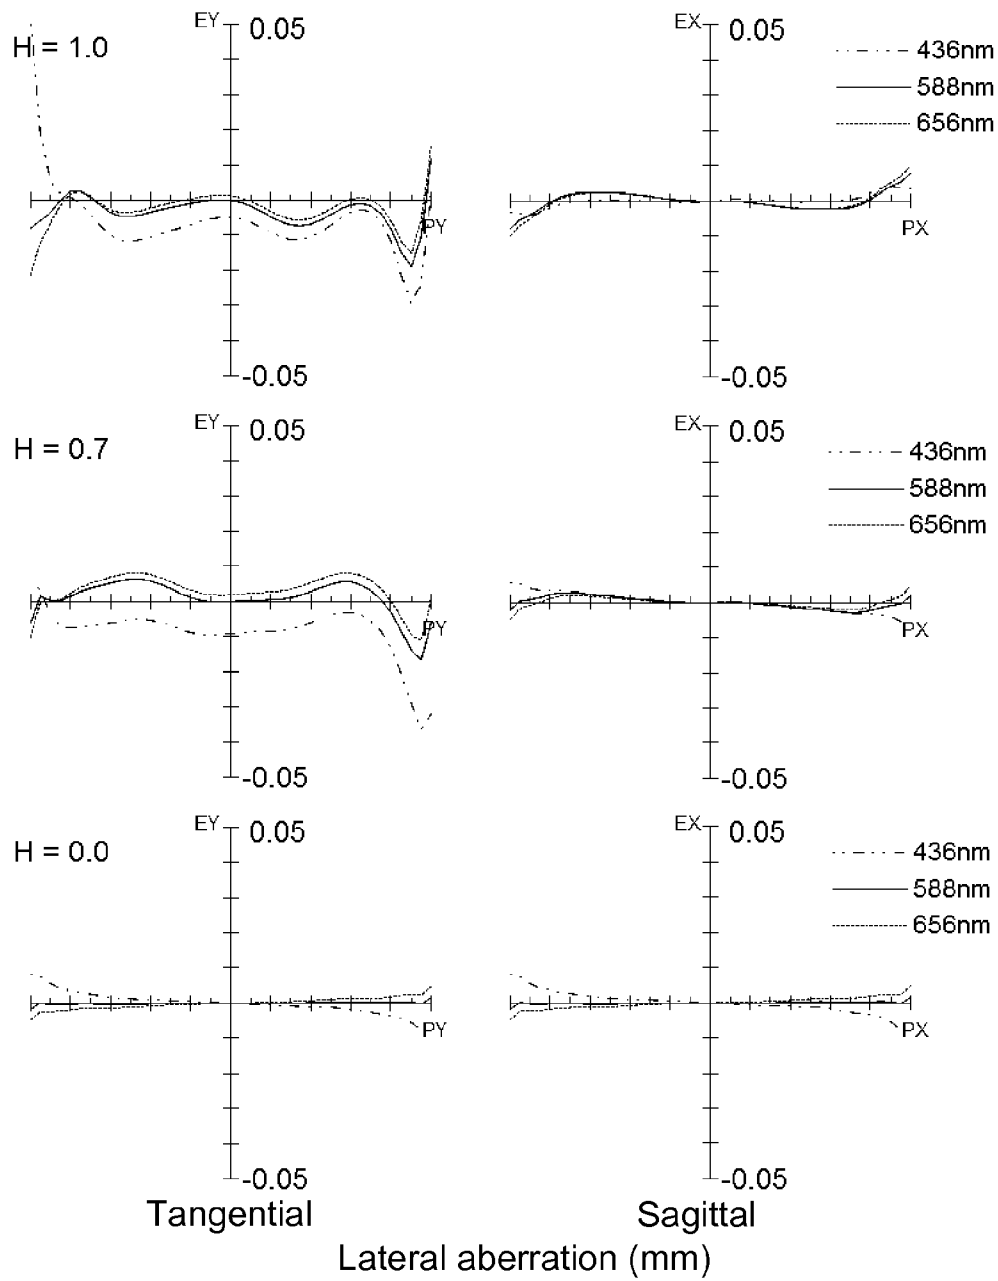 EY 0.05 EX 0.05
H = 1.0 436nm
588nm
656nm
PY PX
-0.05 -0.05
EY 0.05 EX 0.05
H = 0.7 436nm
588nm
656nm
PY PX
-0.05 -0.05
EY 0.05 EX 0.05
H = 0.0 436nm
588nm
656nm
PY PX
-0.05 -0.05
Tangential Sagittal
Lateral aberration (mm)